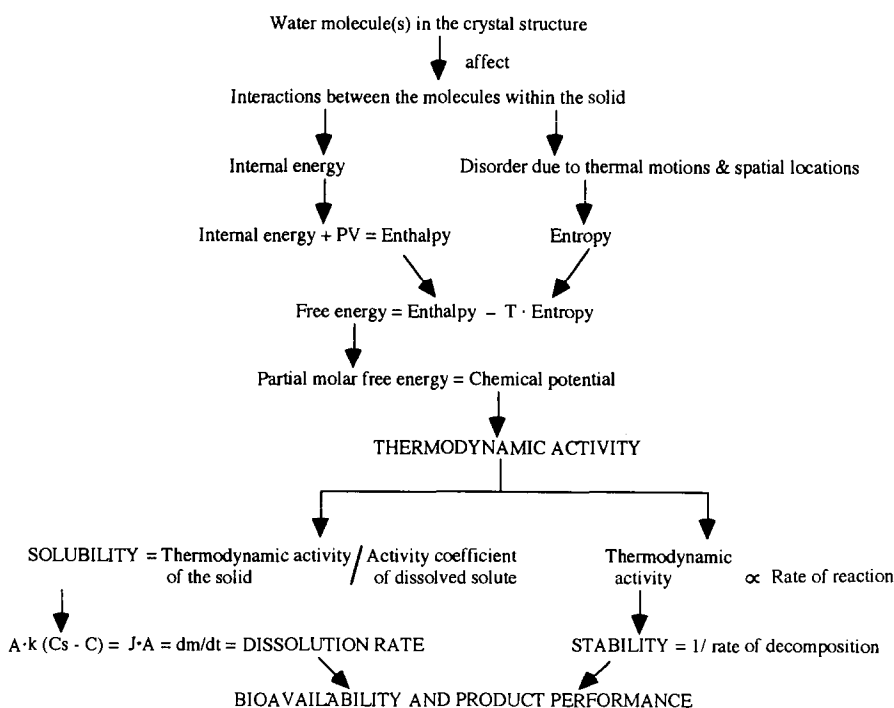 Water molecule(s) in the crystal structure
affect
Interactions between the molecules within the solid
Internal energy
Disorder due to thermal motions & spatial locations
Internal energy + PV = Enthalpy
Entropy
Free energy = Enthalpy – T · Entropy
Partial molar free energy = Chemical potential
THERMODYNAMIC ACTIVITY
SOLUBILITY = Thermodynamic activity / Activity coefficient
of the solid of dissolved solute
Thermodynamic
activity ∝ Rate of reaction
A·k (Cs - C) = J·A = dm/dt = DISSOLUTION RATE
STABILITY = 1/ rate of decomposition
BIOAVAILABILITY AND PRODUCT PERFORMANCE